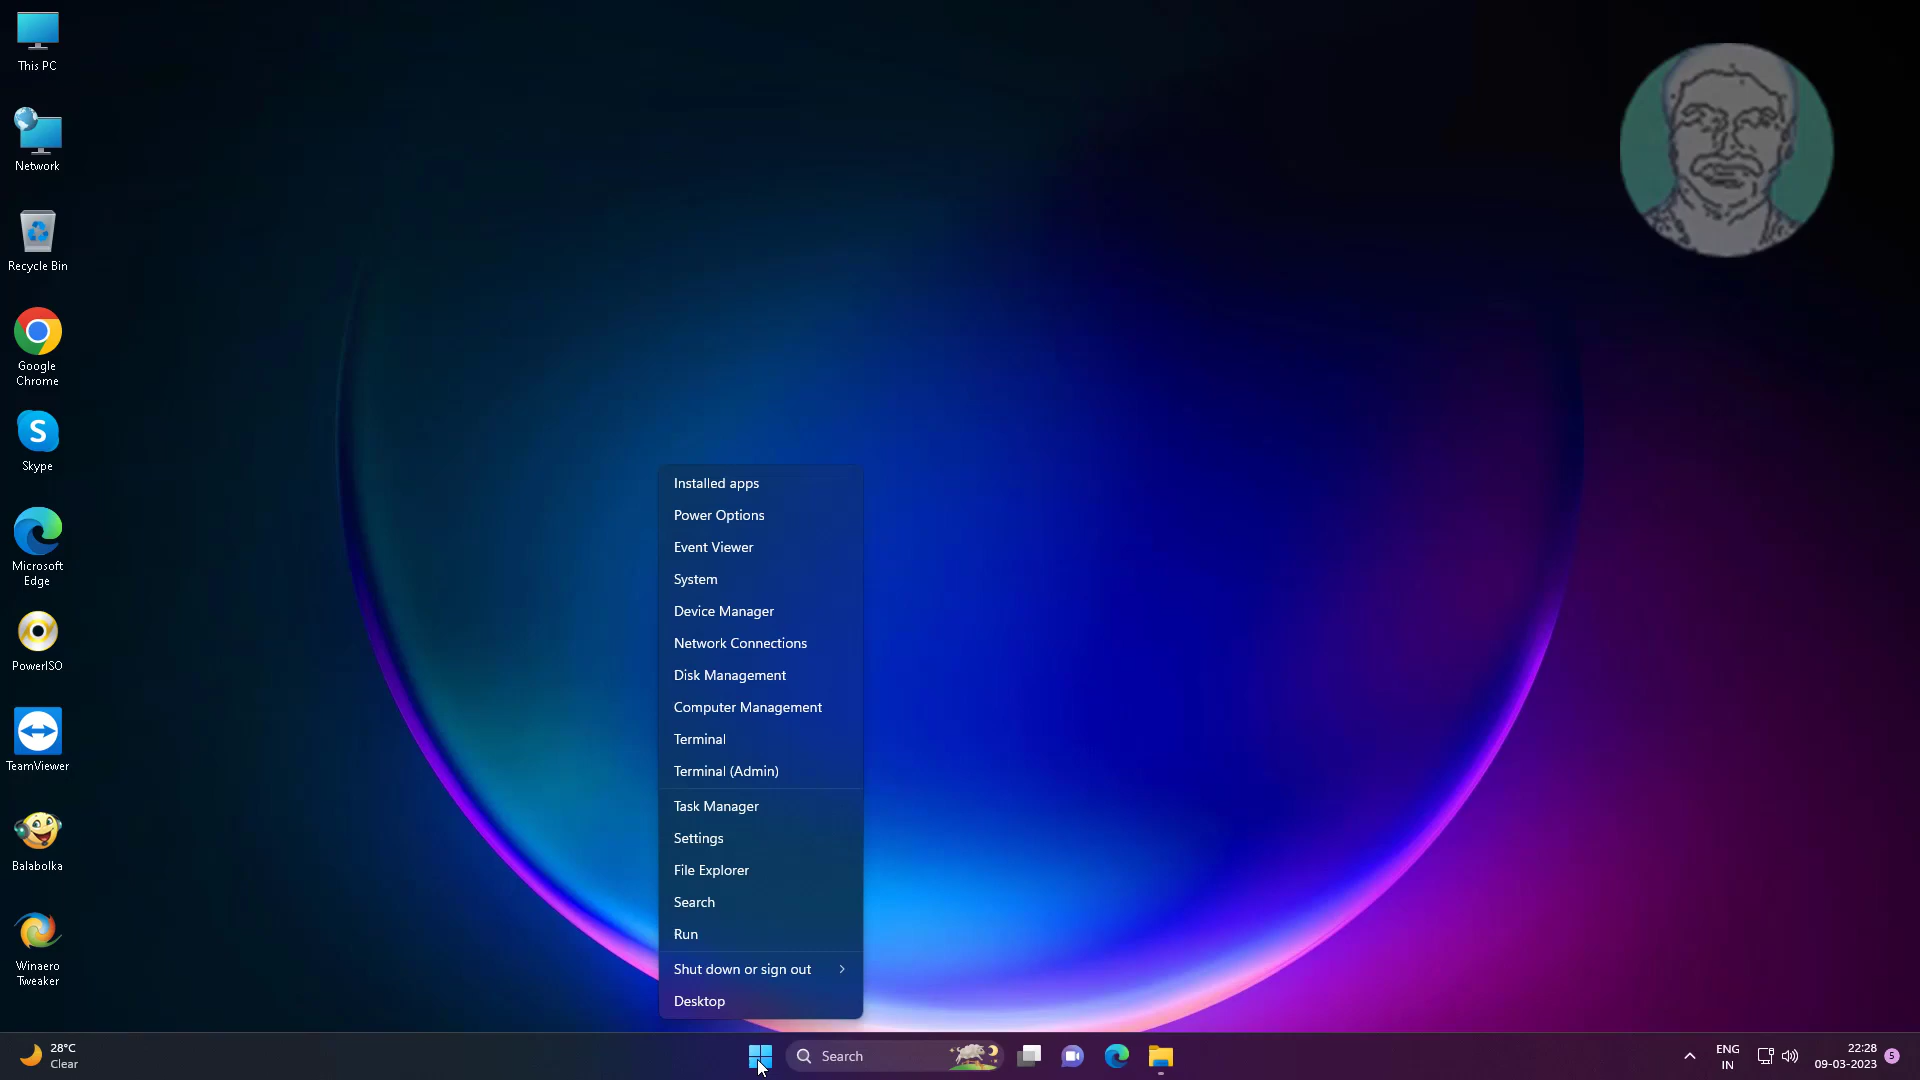 This PC
Network
Recycle Bin
Google
Chrome
S
Skype
Microsoft
Edge
PowerISO
TeamViewer
Balabolka
Winaero
Tweaker
Installed apps
Power Options
Event Viewer
System
Device Manager
Network Connections
Disk Management
Computer Management
Terminal
Terminal (Admin)
Task Manager
Settings
File Explorer
Search
Run
Shut down or sign out
Desktop
28°C
Clear
Search
ENG
IN
22:28
09-03-2023
5